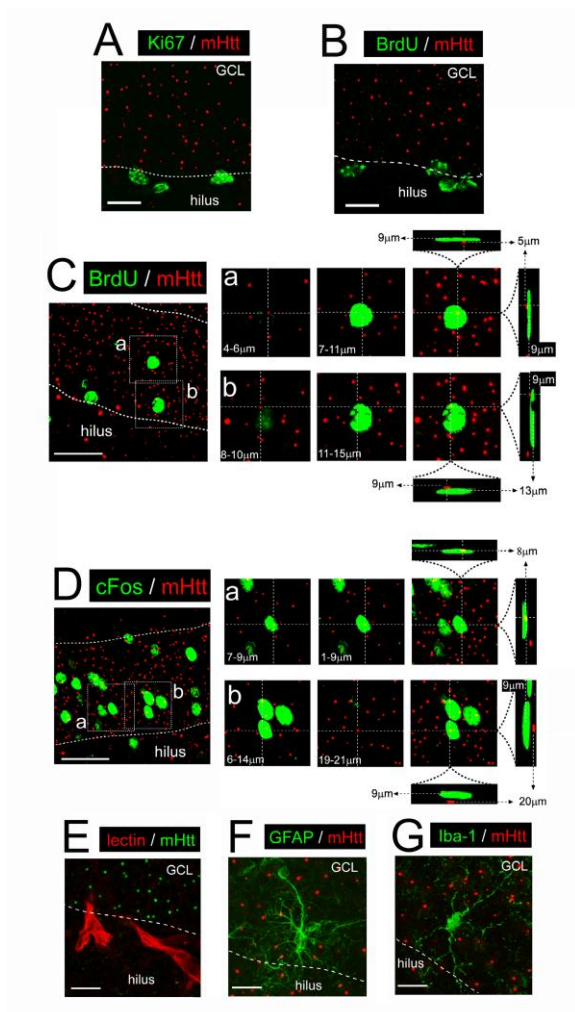 A Ki67 / mHtt
GCL
hilus
B BrdU / mHtt
GCL
hilus
C BrdU / mHtt
a
b
hilus
a
4-6µm
7-11µm
9µm
5µm
9µm
b
8-10µm
11-15µm
9µm
9µm
13µm
D cFos / mHtt
a
b
hilus
a
7-9µm
1-9µm
8µm
b
6-14µm
19-21µm
9µm
9µm
20µm
E lectin / mHtt
GCL
hilus
F GFAP / mHtt
GCL
hilus
G Iba-1 / mHtt
GCL
hilus